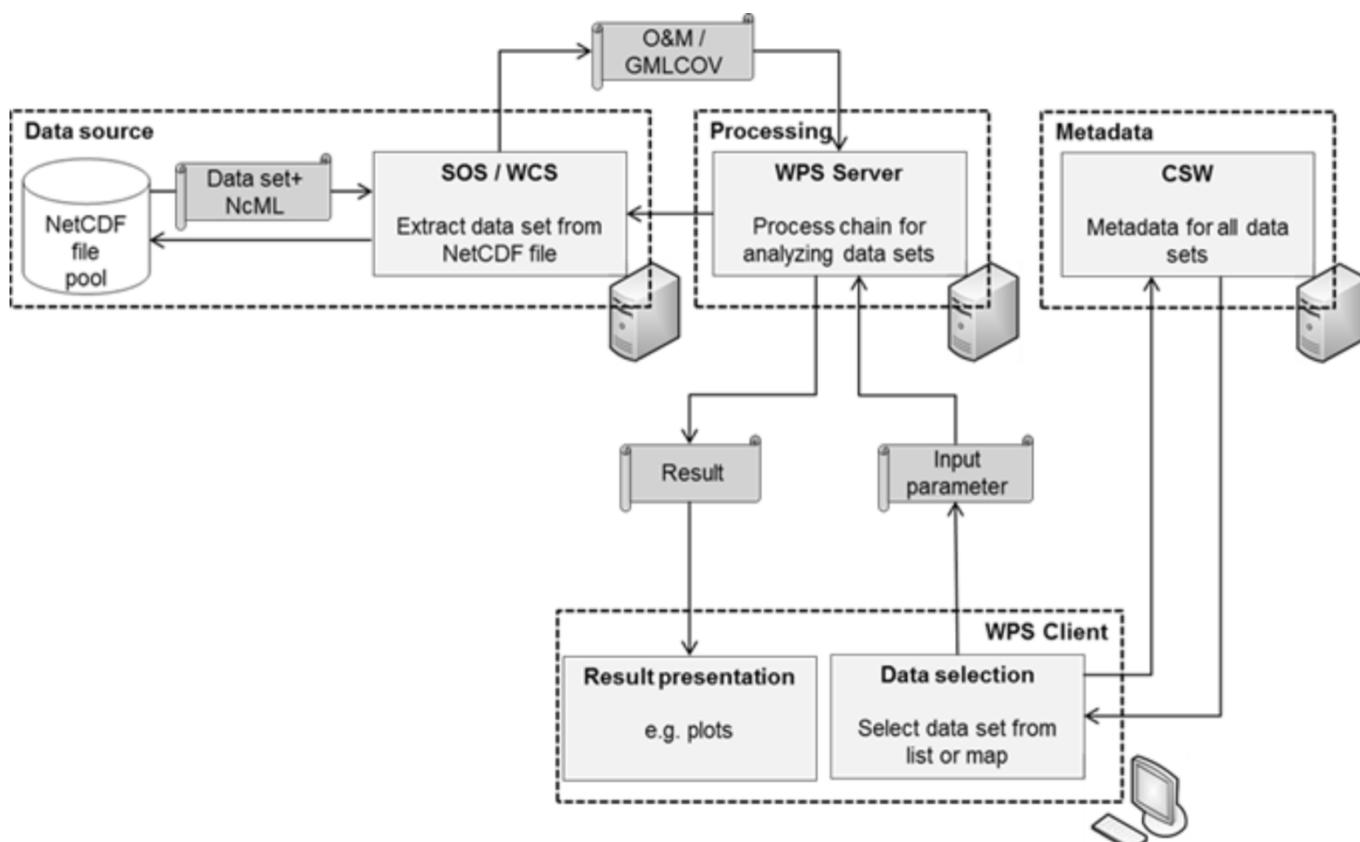 O&M /
GMLCOV
Data source
Processing
Metadata
NetCDF
file
pool
Data set+
NcML
SOS / WCS
Extract data set from
NetCDF file
WPS Server
Process chain for
analyzing data sets
CSW
Metadata for all data
sets
Result
Input
parameter
WPS Client
Result presentation
e.g. plots
Data selection
Select data set from
list or map